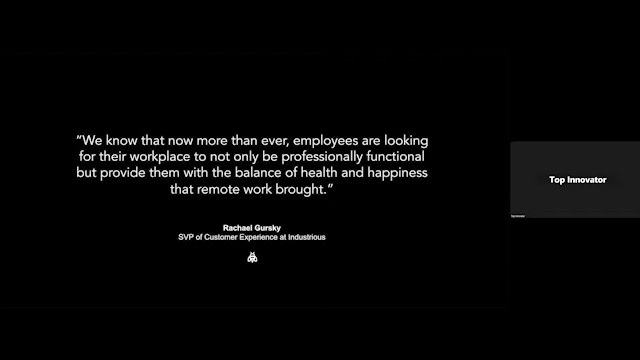 “We know that now more than ever, employees are looking
for their workplace to not only be professionally functional
but provide them with the balance of health and happiness
that remote work brought.”
Rachael Gursky
SVP of Customer Experience at Industrious
Top Innovator
Top Innovator